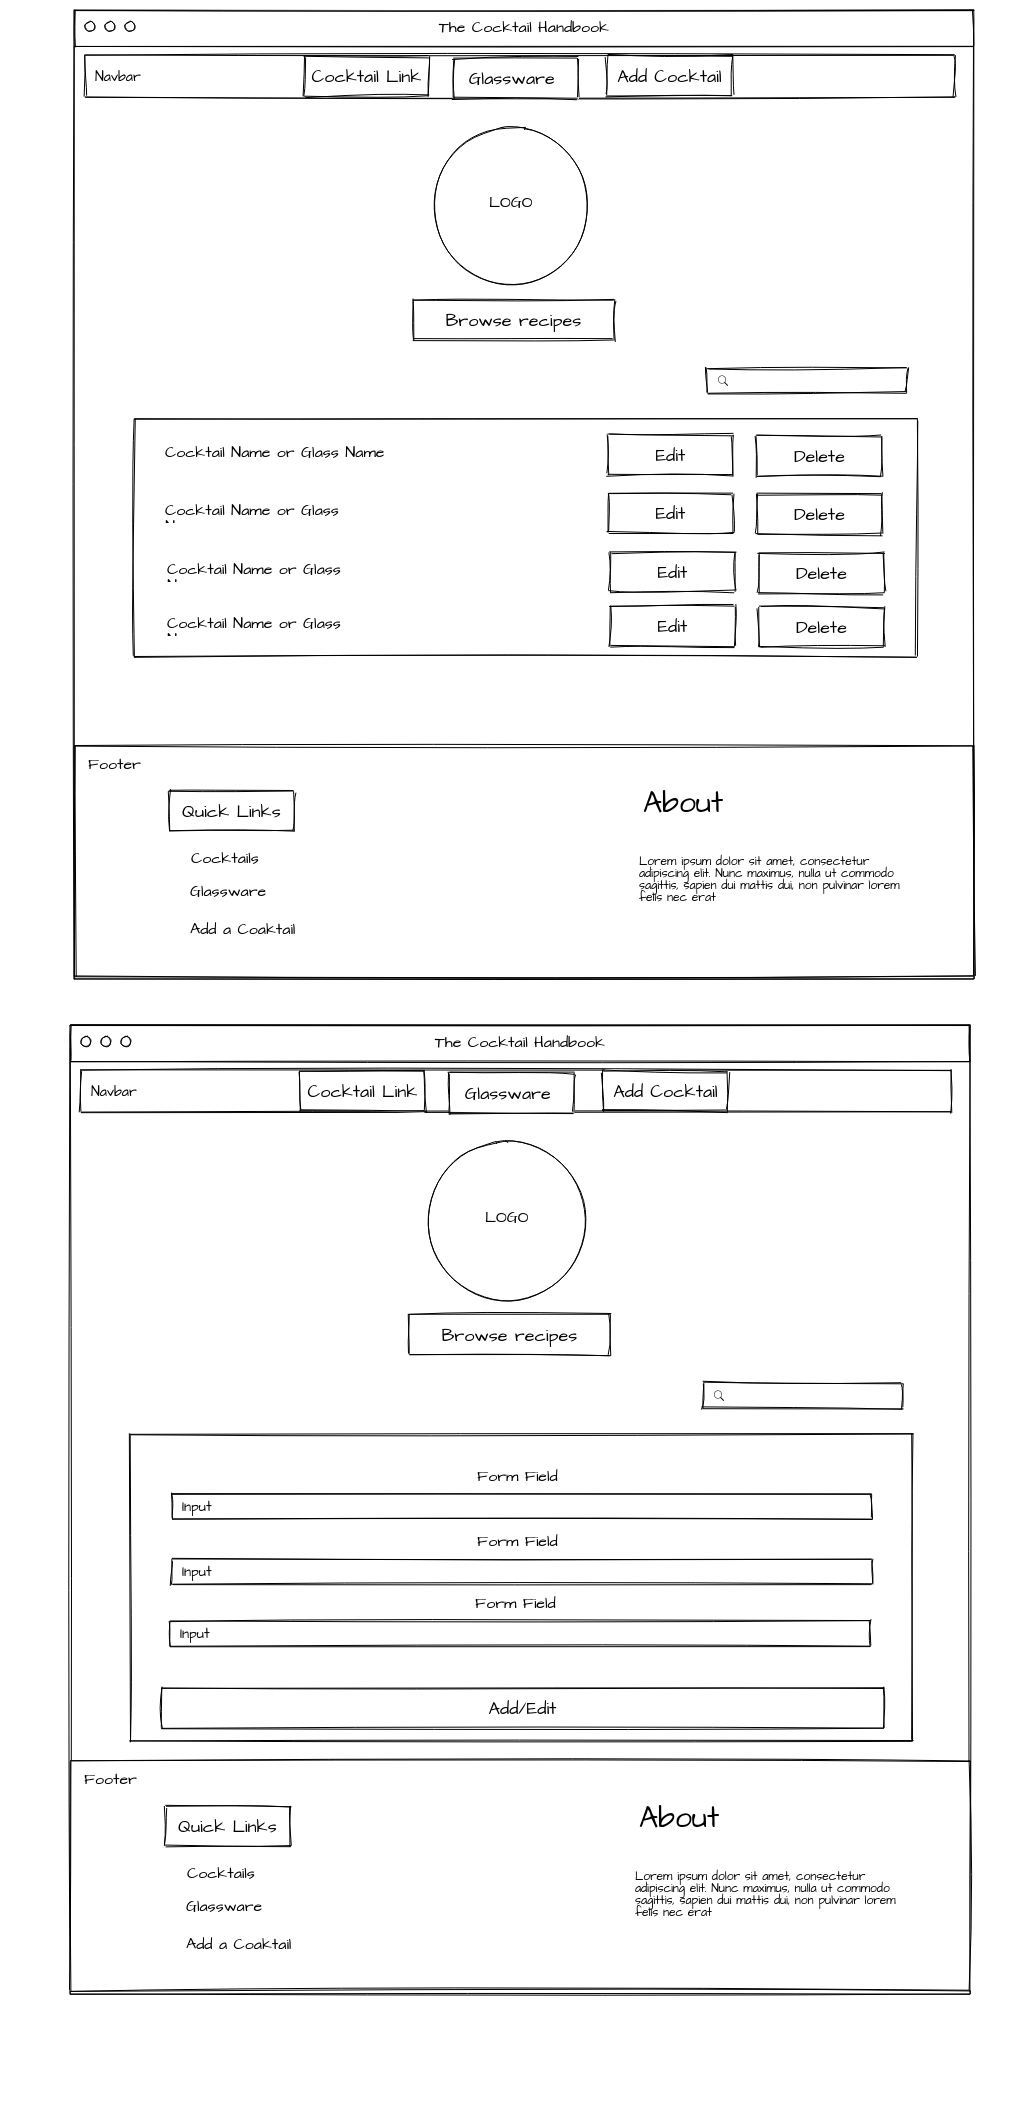 The Cocktail Handbook
Navbar Cocktail Link Glassware Add Cocktail
LOGO
Browse recipes
Cocktail Name or Glass Name Edit Delete
Cocktail Name or Glass Edit Delete
Cocktail Name or Glass Edit Delete
Cocktail Name or Glass Edit Delete
Footer
Quick Links
Cocktails
Glassware
Add a Coaktail
About
Lorem ipsum dolor sit amet, consectetur
adipiscing elit. Nunc maximus, nulla ut commodo
sagittis, sapien dui mattis dui, non pulvinar lorem
felis nec erat
The Cocktail Handbook
Navbar Cocktail Link Glassware Add Cocktail
LOGO
Browse recipes
Form Field
Input
Form Field
Input
Form Field
Input
Add/Edit
Footer
Quick Links
Cocktails
Glassware
Add a Coaktail
About
Lorem ipsum dolor sit amet, consectetur
adipiscing elit. Nunc maximus, nulla ut commodo
sagittis, sapien dui mattis dui, non pulvinar lorem
felis nec erat